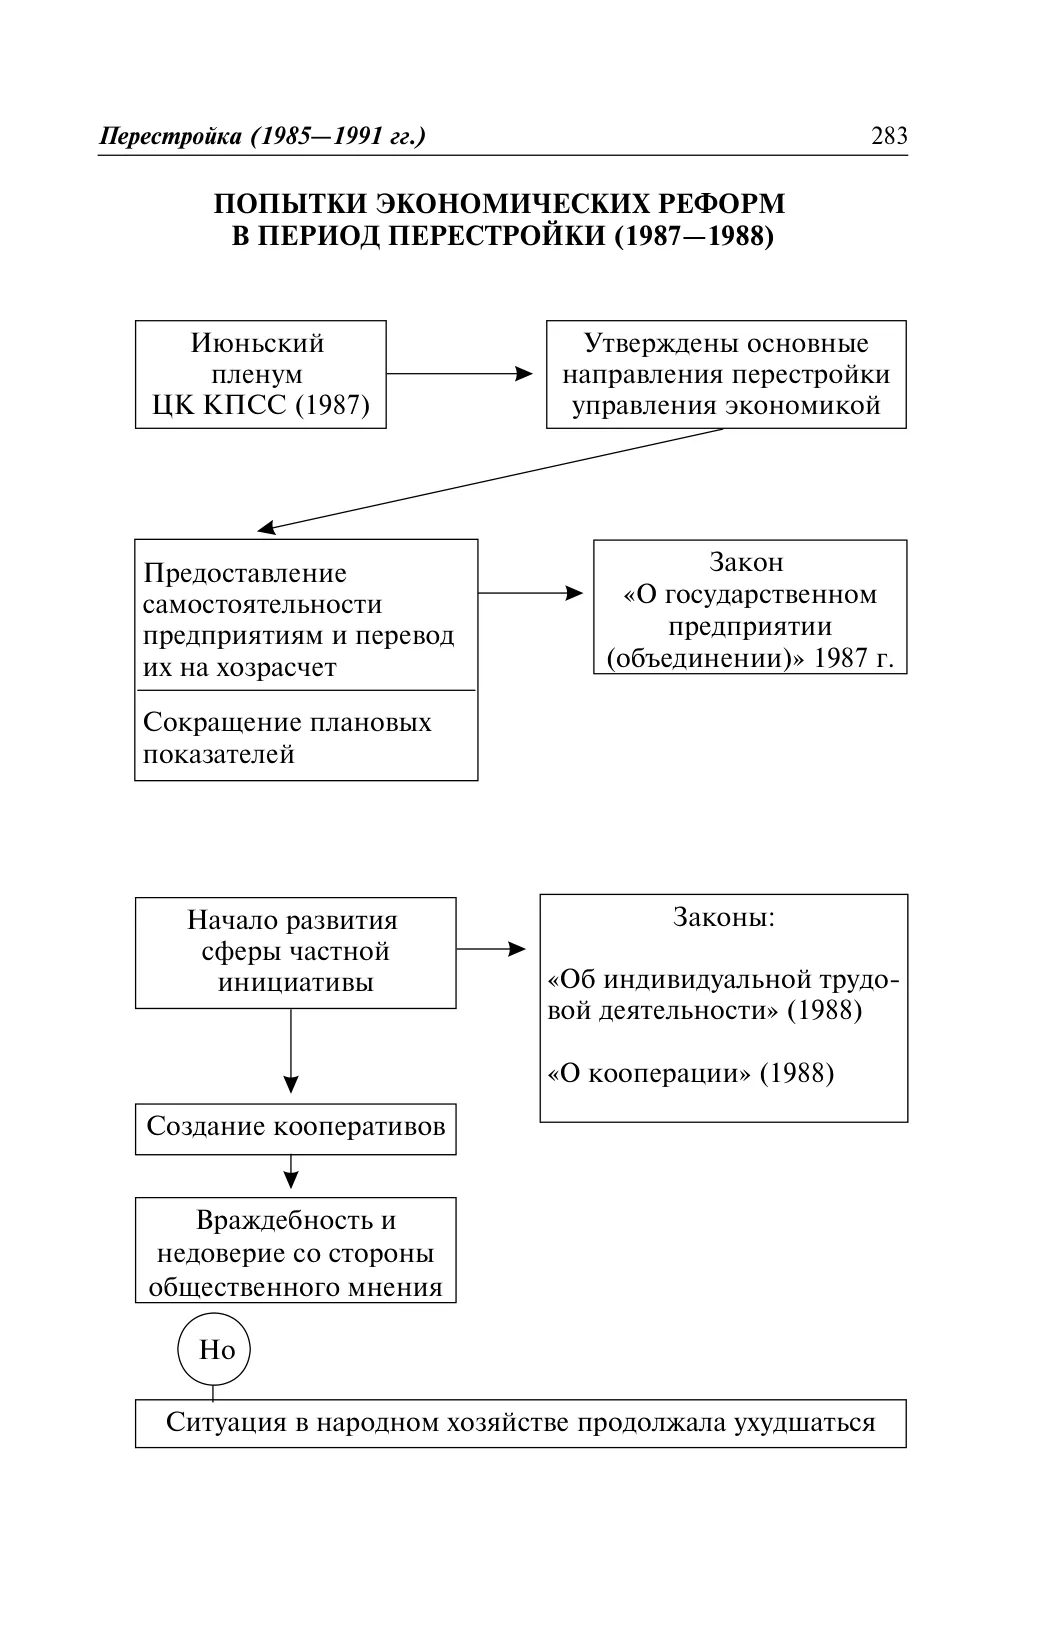 Перестройка (1985—1991 гг.)
283
ПОПЫТКИ ЭКОНОМИЧЕСКИХ РЕФОРМ
В ПЕРИОД ПЕРЕСТРОЙКИ (1987—1988)
Июньский
пленум
ЦК КПСС (1987)
Утверждены основные
направления перестройки
управления экономикой
Предоставление
самостоятельности
предприятиям и перевод
их на хозрасчет
Сокращение плановых
показателей
Закон
«О государственном
предприятии
(объединении)» 1987 г.
Начало развития
сферы частной
инициативы
Законы:
«Об индивидуальной трудо-
вой деятельности» (1988)
«О кооперации» (1988)
Создание кооперативов
Враждебность и
недоверие со стороны
общественного мнения
Но
Ситуация в народном хозяйстве продолжала ухудшаться